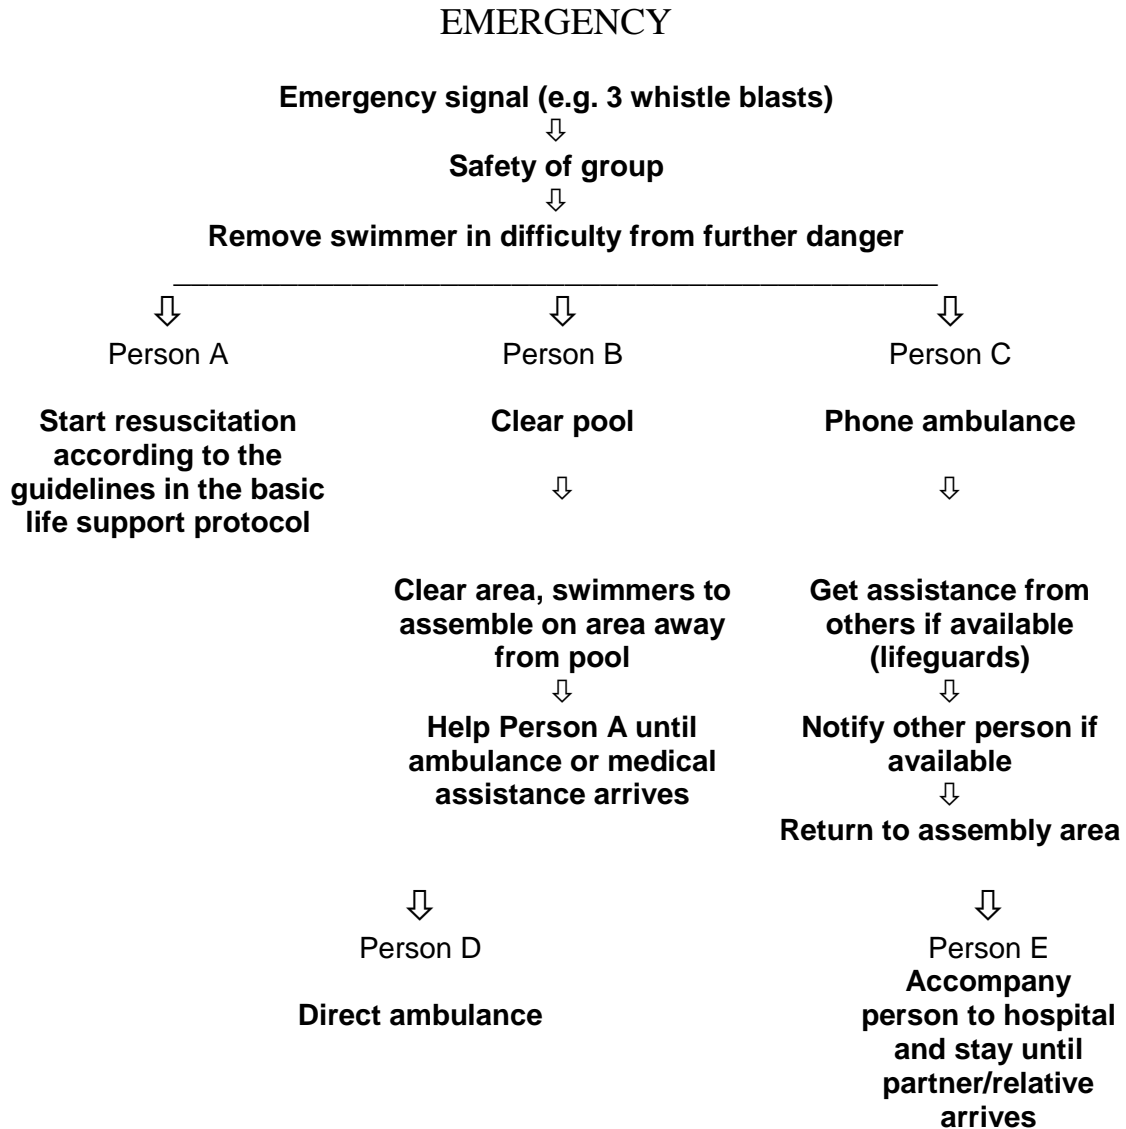 EMERGENCY
Emergency signal (e.g. 3 whistle blasts)
⇩
Safety of group
⇩
Remove swimmer in difficulty from further danger
⇩ ⇩ ⇩
Person A
Start resuscitation
according to the
guidelines in the basic
life support protocol
Person B
Clear pool
⇩
Clear area, swimmers to
assemble on area away
from pool
⇩
Help Person A until
ambulance or medical
assistance arrives
Person C
Phone ambulance
⇩
Get assistance from
others if available
(lifeguards)
⇩
Notify other person if
available
⇩
Return to assembly area
⇩ ⇩
Person D
Direct ambulance
Person E
Accompany
person to hospital
and stay until
partner/relative
arrives